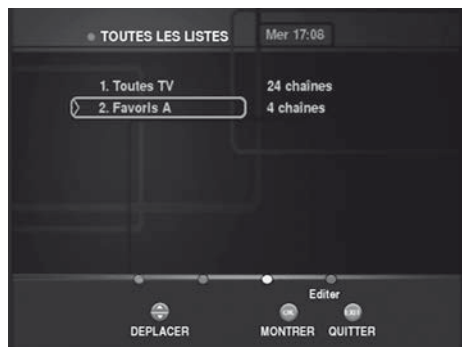 TOUTES LES LISTES Mer 17:08
1. Toutes TV 24 chaînes
2. Favoris A 4 chaînes
Editer
OK EXIT
DEPLACER MONTRER QUITTER